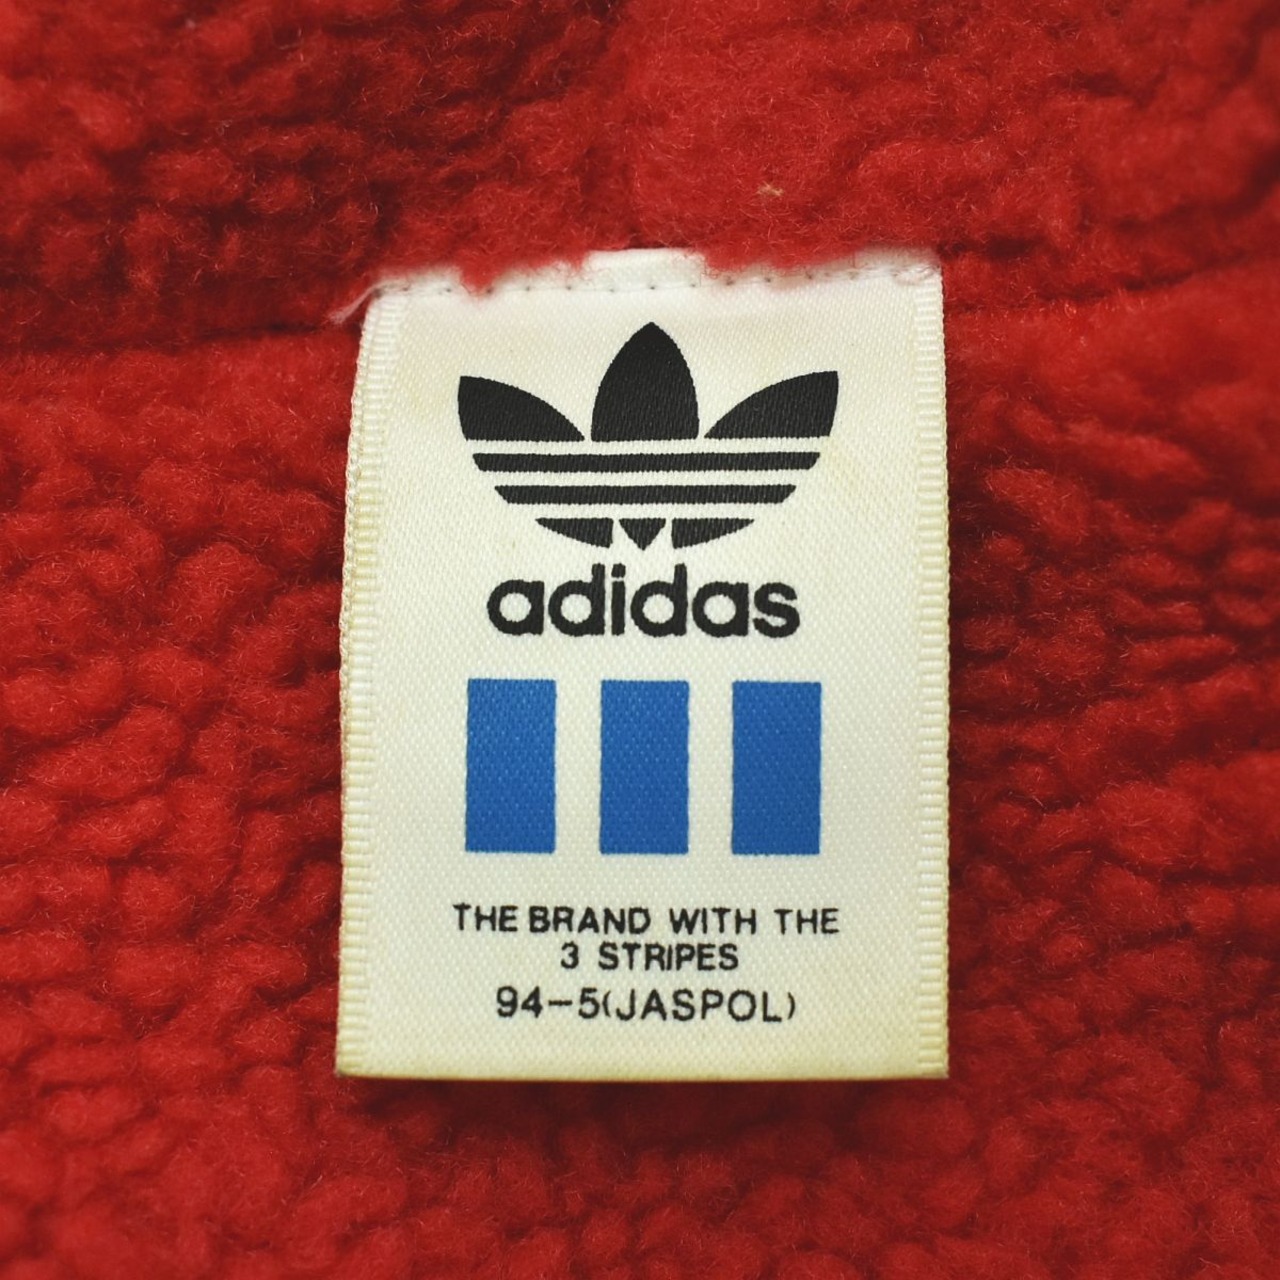 adidas
THE BRAND WITH THE
3 STRIPES
94-5(JASPOL)